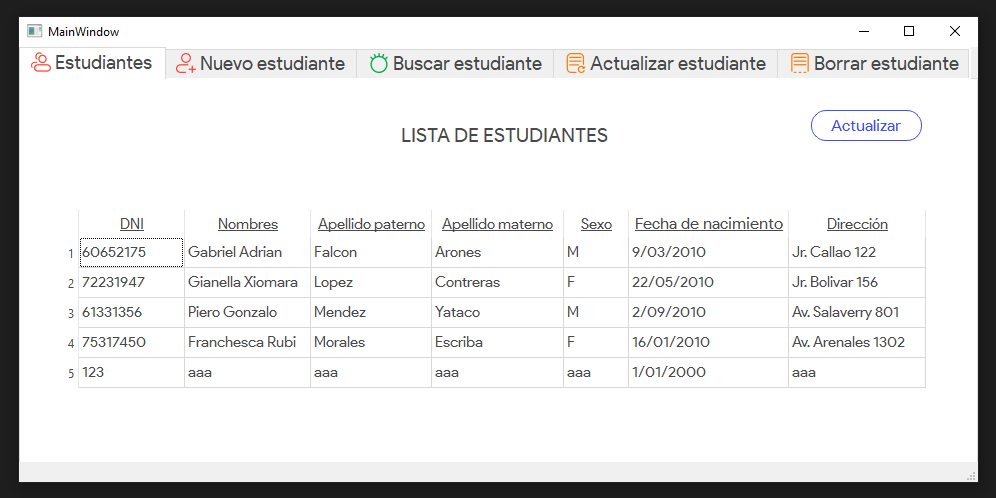 MainWindow
Estudiantes Nuevo estudiante Buscar estudiante Actualizar estudiante Borrar estudiante
Actualizar
LISTA DE ESTUDIANTES
DNI Nombres Apellido paterno Apellido materno Sexo Fecha de nacimiento Dirección
1 60652175 Gabriel Adrian Falcon Arones M 9/03/2010 Jr. Callao 122
2 72231947 Gianella Xiomara Lopez Contreras F 22/05/2010 Jr. Bolivar 156
3 61331356 Piero Gonzalo Mendez Yataco M 2/09/2010 Av. Salaverry 801
4 75317450 Franchesca Rubi Morales Escriba F 16/01/2010 Av. Arenales 1302
5 123 aaa aaa aaa aaa 1/01/2000 aaa